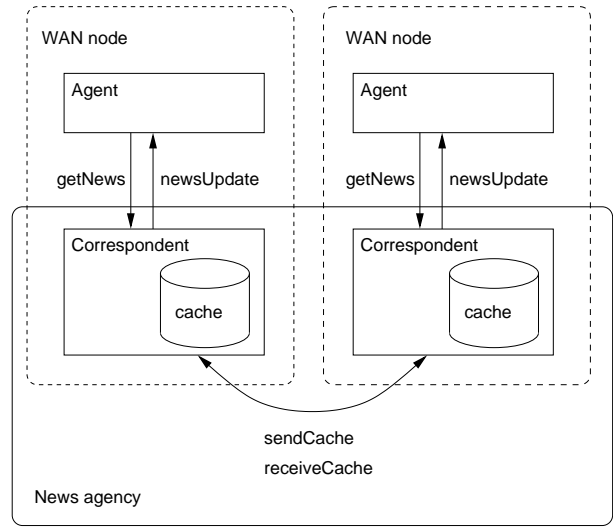 WAN node
WAN node
Agent
Agent
getNews
newsUpdate
getNews
newsUpdate
Correspondent
Correspondent
cache
cache
sendCache
receiveCache
News agency